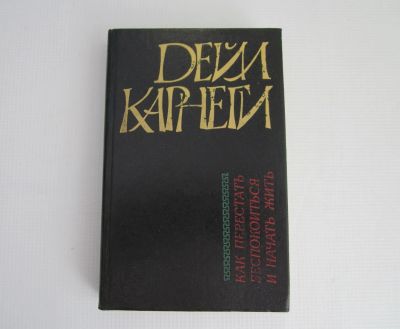 ДЕЙЛ
КАРНЕГИ
КАК ПЕРЕСТАТЬ
БЕСПОКОИТЬСЯ
И НАЧАТЬ ЖИТЬ